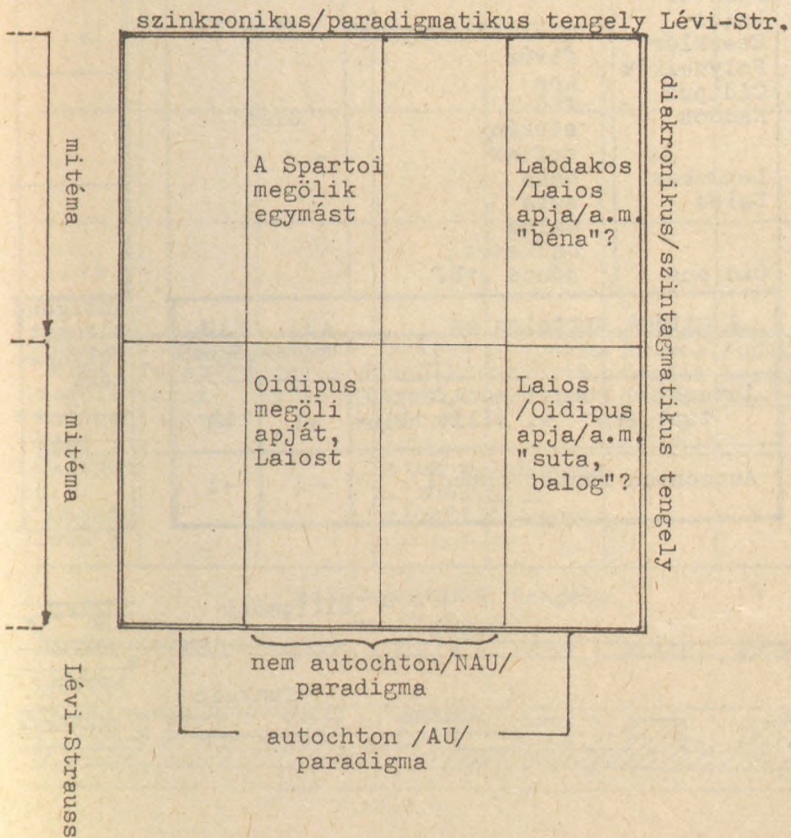 szinkronikus/paradigmatikus tengely Lévi-Str.
mitéma
A Spartoi
megölik
egymást
Labdakos
/Laios
apja/a.m.
"béna"?
diakronikus/szintagmatikus tengely
mitéma
Oidipus
megöli
apját,
Laiost
Laios
/Oidipus
apja/a.m.
"suta,
balog"?
Lévi-Strauss
nem autochton/NAU/
paradigma
autochton /AU/
paradigma